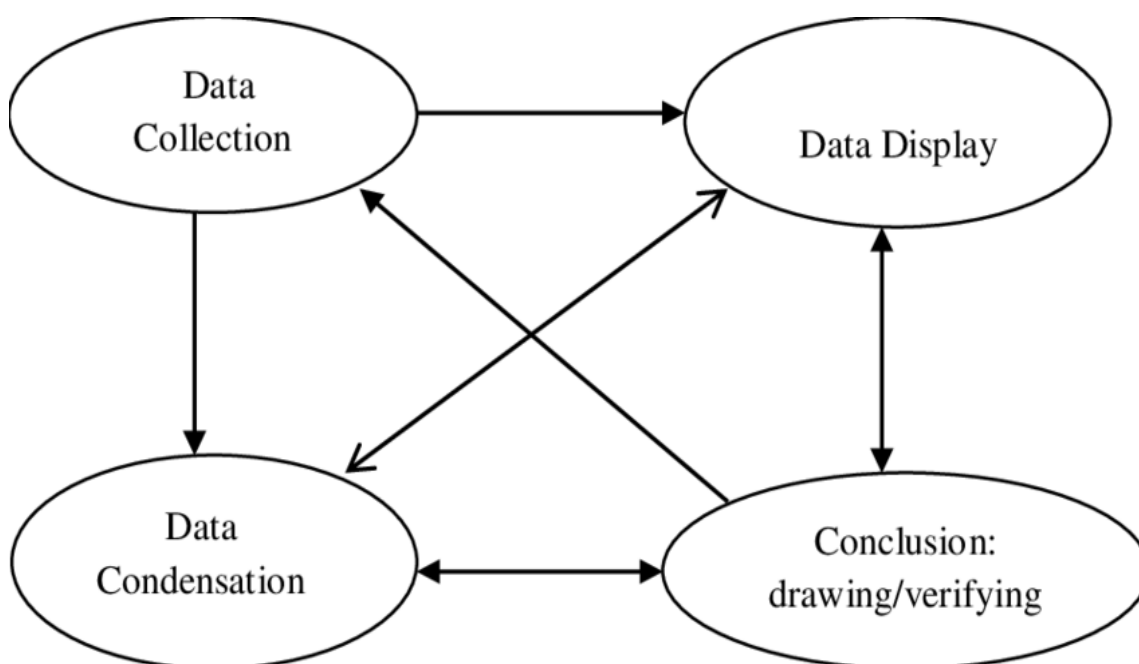 Data
Collection
Data Display
Data
Condensation
Conclusion:
drawing/verifying